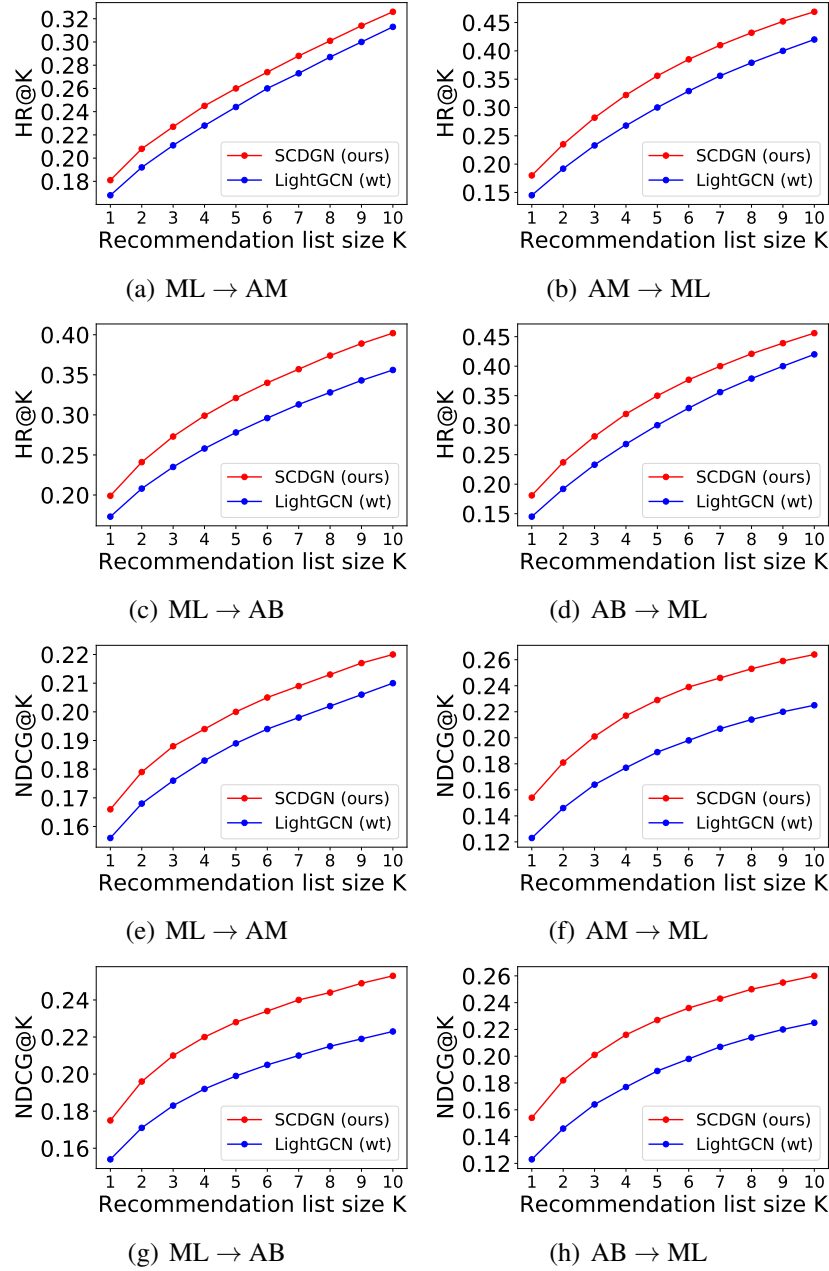 HR@K
0.32
0.30
0.28
0.26
0.24
0.22
0.20
0.18
SCDGN (ours)
LightGCN (wt)
1 2 3 4 5 6 7 8 9 10
Recommendation list size K
(a) ML → AM
HR@K
0.45
0.40
0.35
0.30
0.25
0.20
0.15
SCDGN (ours)
LightGCN (wt)
1 2 3 4 5 6 7 8 9 10
Recommendation list size K
(b) AM → ML
HR@K
0.40
0.35
0.30
0.25
0.20
SCDGN (ours)
LightGCN (wt)
1 2 3 4 5 6 7 8 9 10
Recommendation list size K
(c) ML → AB
HR@K
0.45
0.40
0.35
0.30
0.25
0.20
0.15
SCDGN (ours)
LightGCN (wt)
1 2 3 4 5 6 7 8 9 10
Recommendation list size K
(d) AB → ML
NDCG@K
0.22
0.21
0.20
0.19
0.18
0.17
0.16
SCDGN (ours)
LightGCN (wt)
1 2 3 4 5 6 7 8 9 10
Recommendation list size K
(e) ML → AM
NDCG@K
0.26
0.24
0.22
0.20
0.18
0.16
0.14
0.12
SCDGN (ours)
LightGCN (wt)
1 2 3 4 5 6 7 8 9 10
Recommendation list size K
(f) AM → ML
NDCG@K
0.24
0.22
0.20
0.18
0.16
SCDGN (ours)
LightGCN (wt)
1 2 3 4 5 6 7 8 9 10
Recommendation list size K
(g) ML → AB
NDCG@K
0.26
0.24
0.22
0.20
0.18
0.16
0.14
0.12
SCDGN (ours)
LightGCN (wt)
1 2 3 4 5 6 7 8 9 10
Recommendation list size K
(h) AB → ML